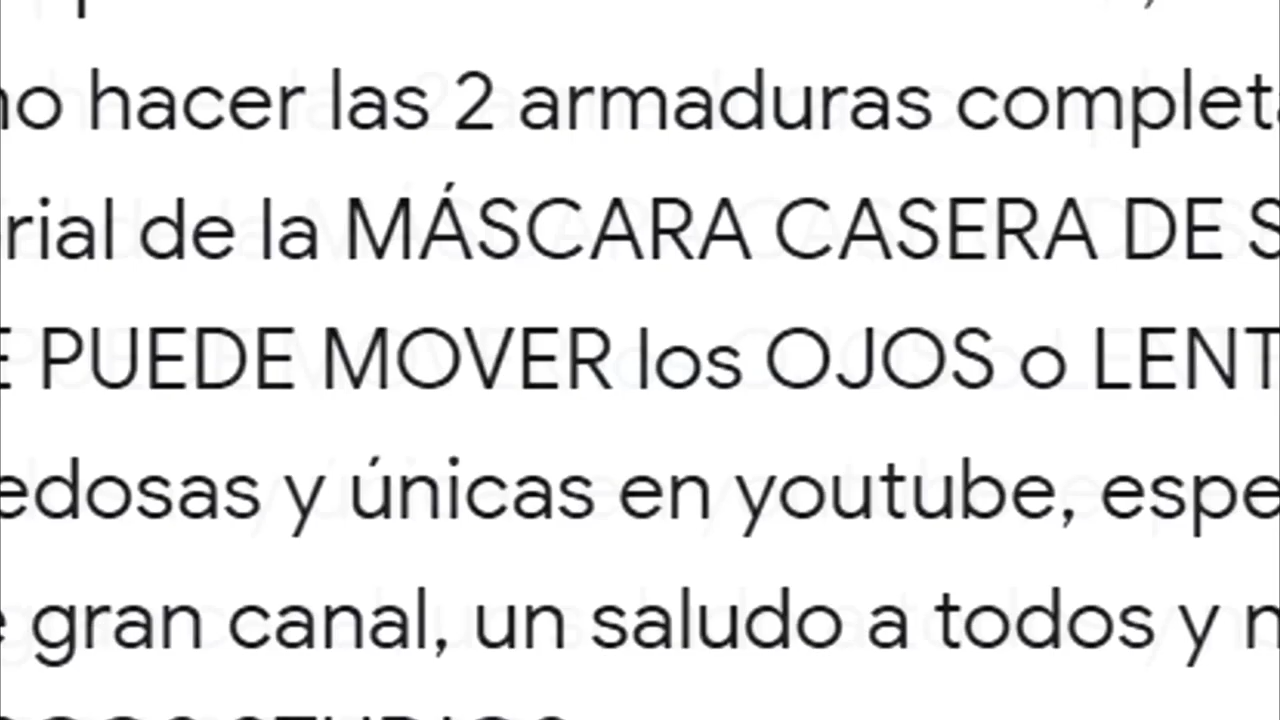 no hacer las 2 armaduras complet
rial de la MÁSCARA CASERA DE S
E PUEDE MOVER los OJOS o LENT
edosas y únicas en youtube, espe
e gran canal, un saludo a todos y n